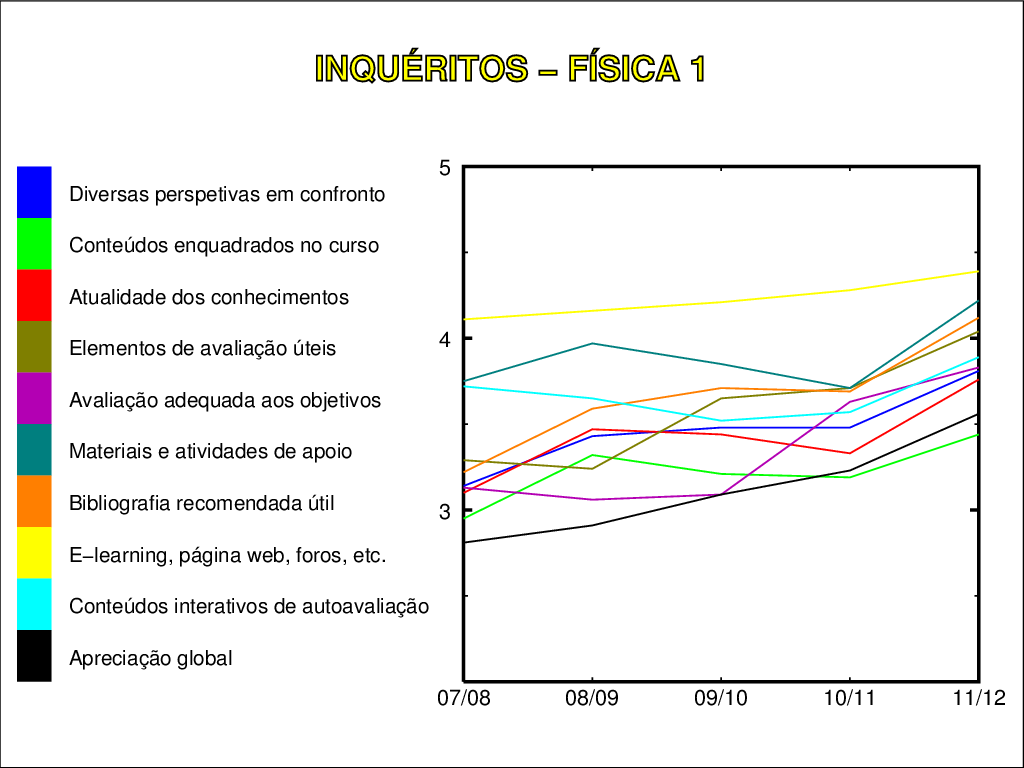 INQUÉRITOS – FÍSICA 1
Diversas perspetivas em confronto
Conteúdos enquadrados no curso
Atualidade dos conhecimentos
Elementos de avaliação úteis
Avaliação adequada aos objetivos
Materiais e atividades de apoio
Bibliografia recomendada útil
E–learning, página web, foros, etc.
Conteúdos interativos de autoavaliação
Apreciação global
5
4
3
07/08 08/09 09/10 10/11 11/12